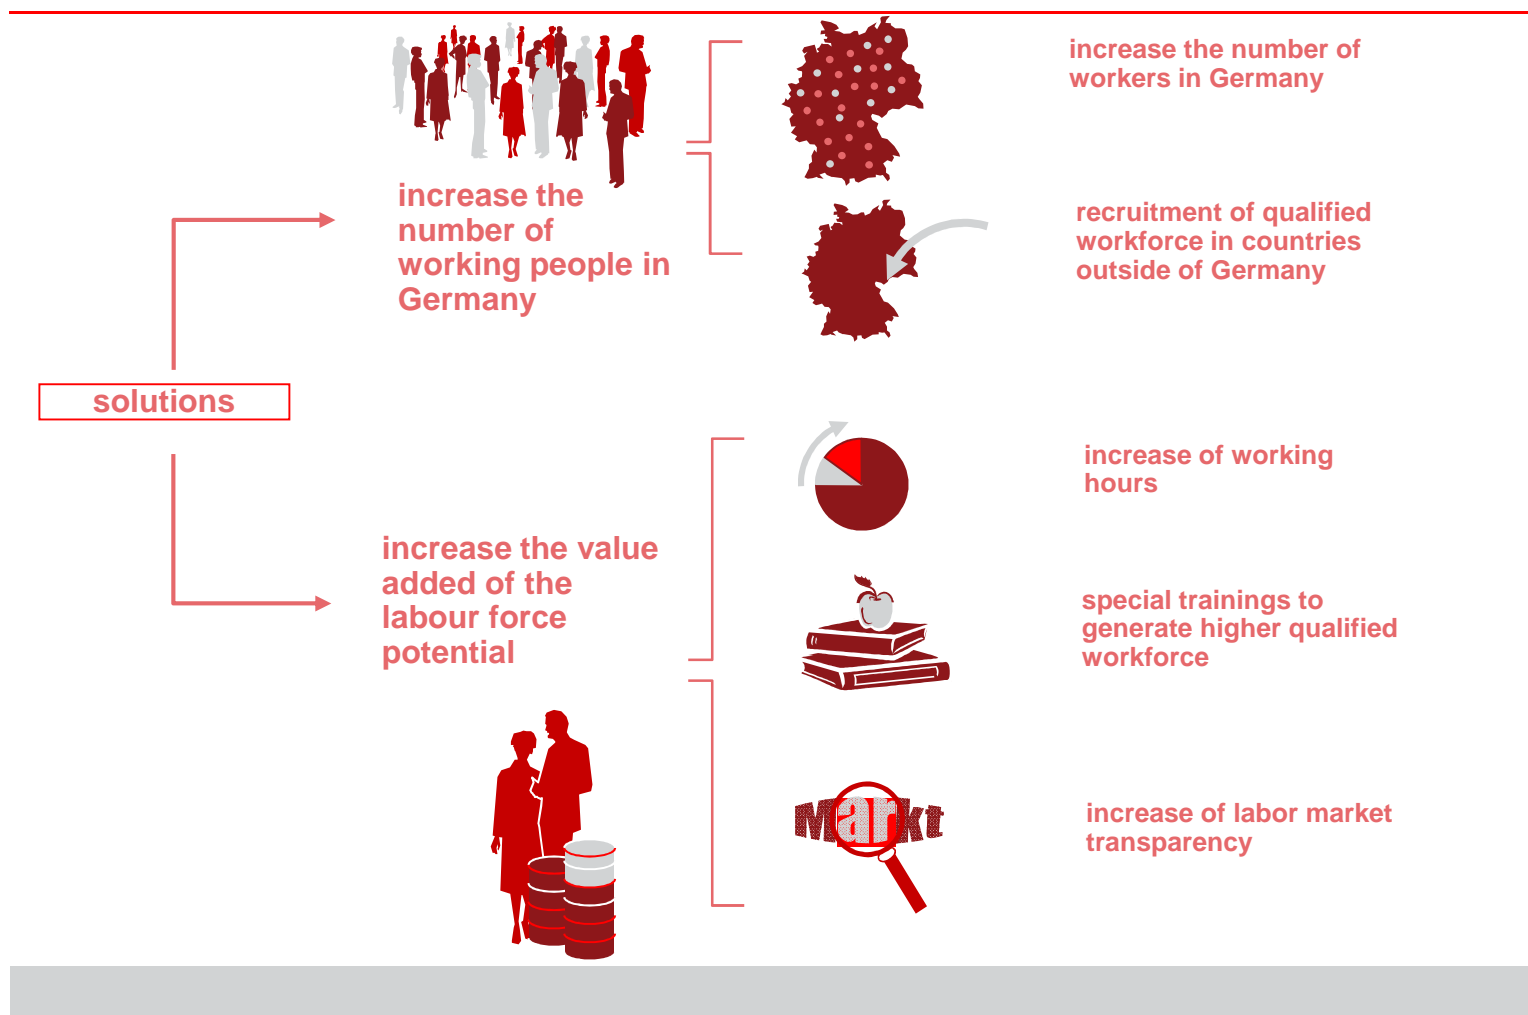 increase the number of
workers in Germany
increase the
number of
working people in
Germany
recruitment of qualified
workforce in countries
outside of Germany
solutions
increase of working
hours
increase the value
added of the
labour force
potential
special trainings to
generate higher qualified
workforce
Markt
increase of labor market
transparency